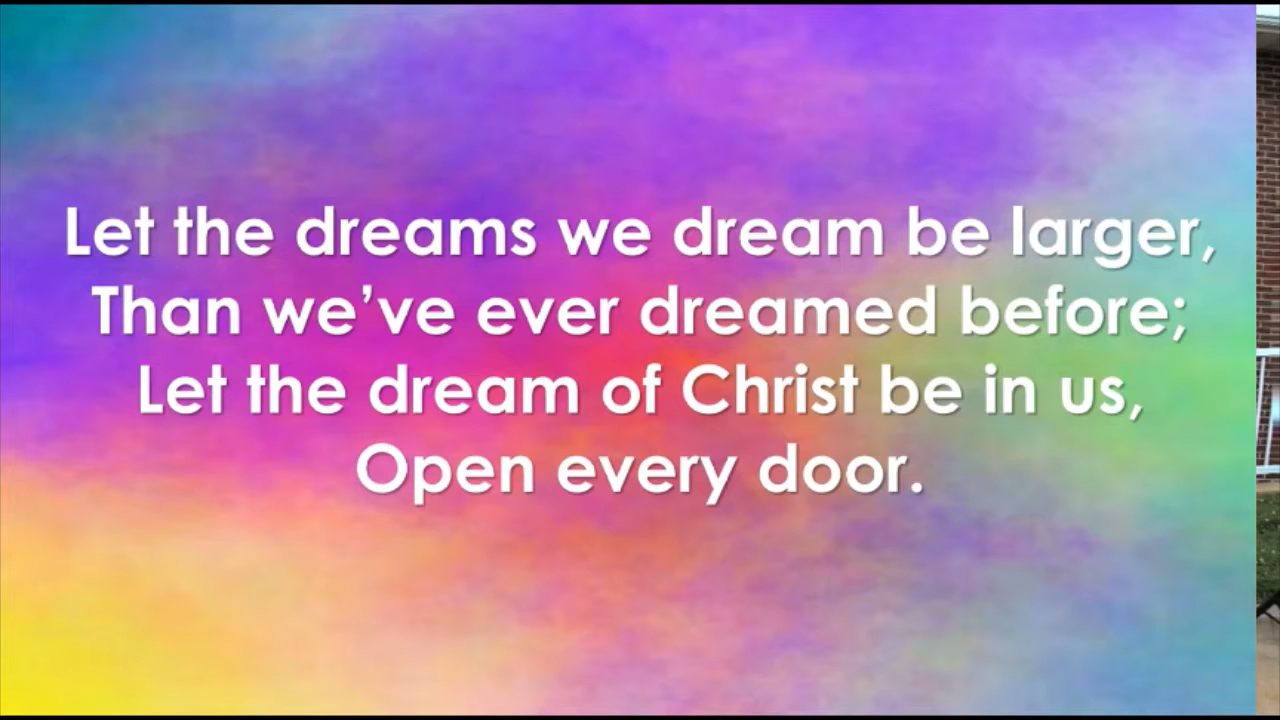 Let the dreams we dream be larger,
Than we’ve ever dreamed before;
Let the dream of Christ be in us,
Open every door.